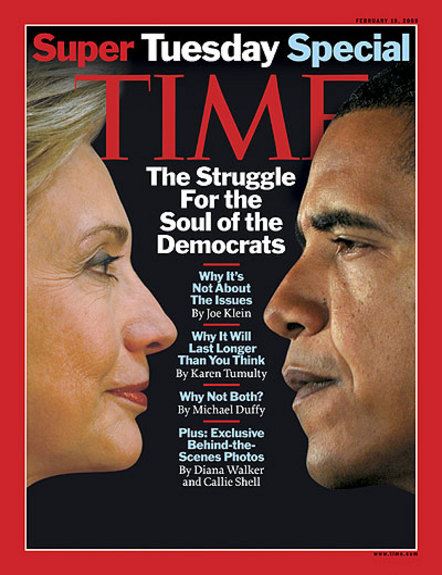 FEBRUARY 18, 2008
Super Tuesday Special
TIME
The Struggle
For the
Soul of the
Democrats
Why It's
Not About
The Issues
By Joe Klein
Why It Will
Last Longer
Than You Think
By Karen Tumulty
Why Not Both?
By Michael Duffy
Plus: Exclusive
Behind-the-
Scenes Photos
By Diana Walker
and Callie Shell
www.time.com